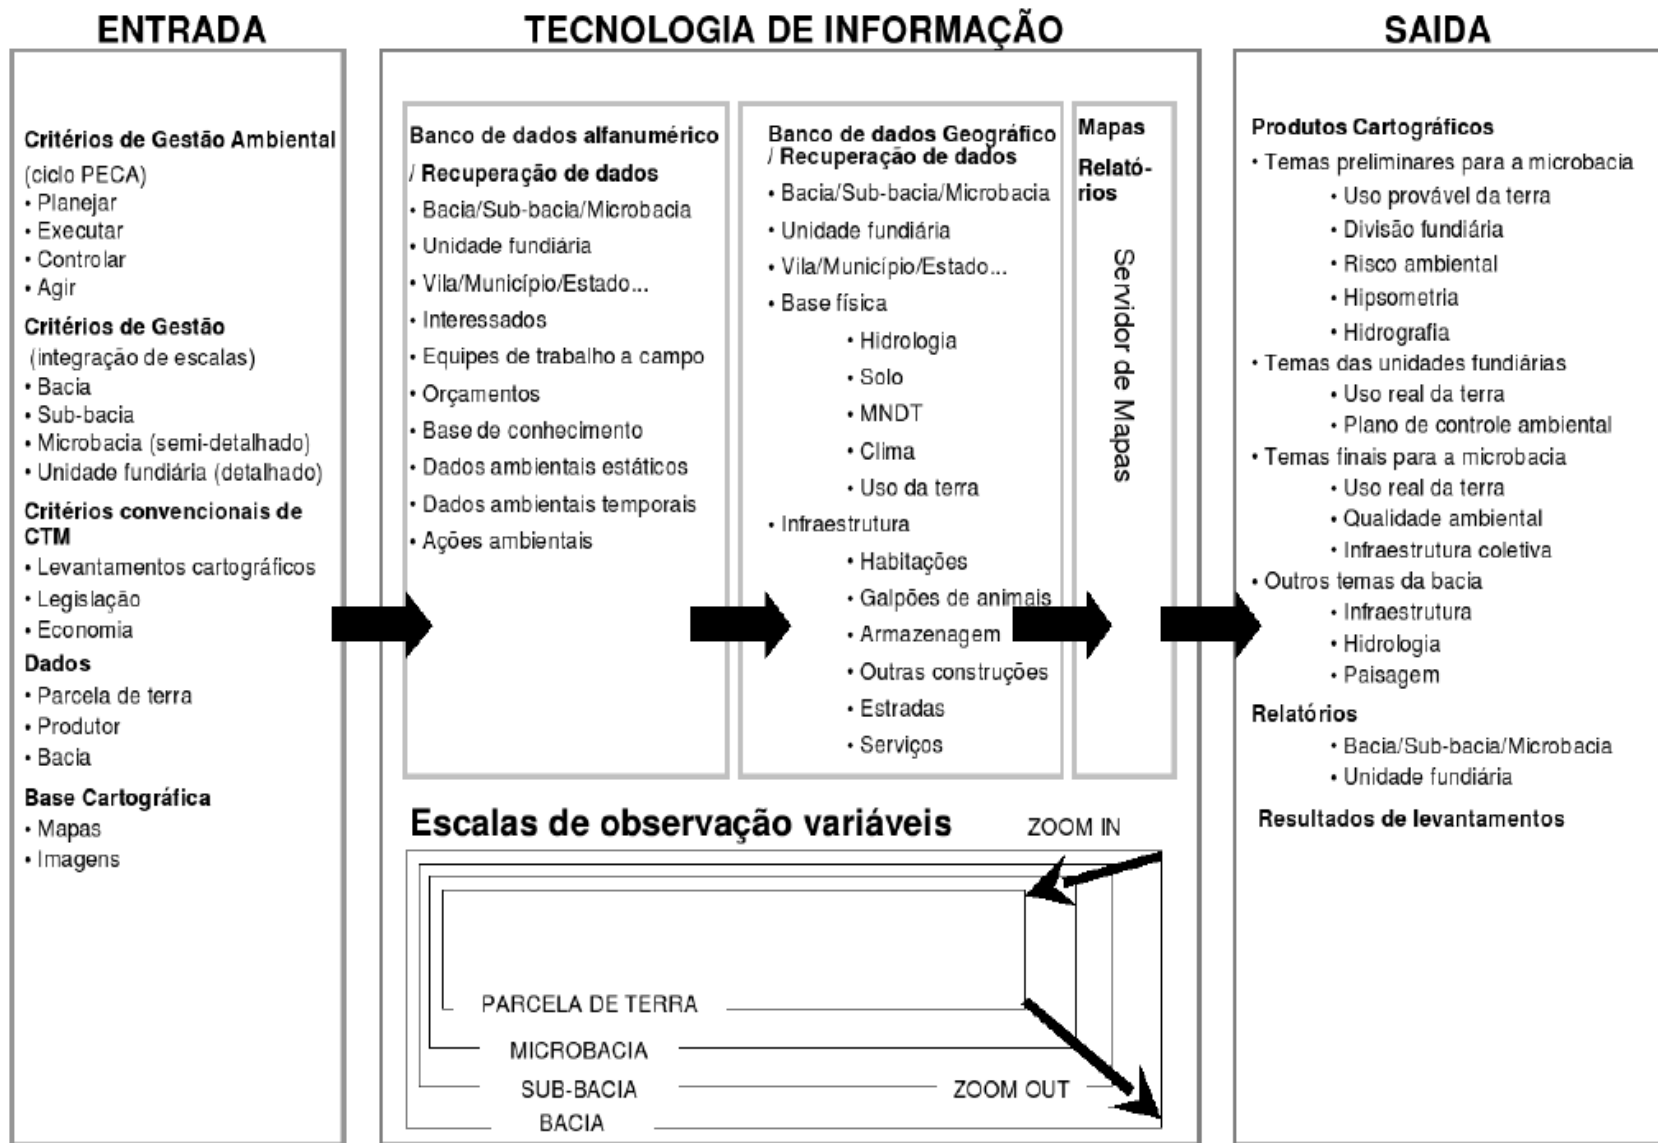 ENTRADA
Critérios de Gestão Ambiental
(ciclo PECA)
• Planejar
• Executar
• Controlar
• Agir
Critérios de Gestão
(integração de escalas)
• Bacia
• Sub-bacia
• Microbacia (semi-detalhado)
• Unidade fundiária (detalhado)
Critérios convencionais de
CTM
• Levantamentos cartográficos
• Legislação
• Economia
Dados
• Parcela de terra
• Produtor
• Bacia
Base Cartográfica
• Mapas
• Imagens
TECNOLOGIA DE INFORMAÇÃO
Banco de dados alfanumérico
/ Recuperação de dados
• Bacia/Sub-bacia/Microbacia
• Unidade fundiária
• Vila/Município/Estado...
• Interessados
• Equipes de trabalho a campo
• Orçamentos
• Base de conhecimento
• Dados ambientais estáticos
• Dados ambientais temporais
• Ações ambientais
Banco de dados Geográfico
/ Recuperação de dados
• Bacia/Sub-bacia/Microbacia
• Unidade fundiária
• Vila/Município/Estado...
• Base física
• Hidrologia
• Solo
• MNDT
• Clima
• Uso da terra
• Infraestrutura
• Habitações
• Galpões de animais
• Armazenagem
• Outras construções
• Estradas
• Serviços
Mapas
Relató-
rios
Servidor de Mapas
Escalas de observação variáveis
ZOOM IN
PARCELA DE TERRA
MICROBACIA
SUB-BACIA
ZOOM OUT
BACIA
SAIDA
Produtos Cartográficos
• Temas preliminares para a microbacia
• Uso provável da terra
• Divisão fundiária
• Risco ambiental
• Hipsometria
• Hidrografia
• Temas das unidades fundiárias
• Uso real da terra
• Plano de controle ambiental
• Temas finais para a microbacia
• Uso real da terra
• Qualidade ambiental
• Infraestrutura coletiva
• Outros temas da bacia
• Infraestrutura
• Hidrologia
• Paisagem
Relatórios
• Bacia/Sub-bacia/Microbacia
• Unidade fundiária
Resultados de levantamentos